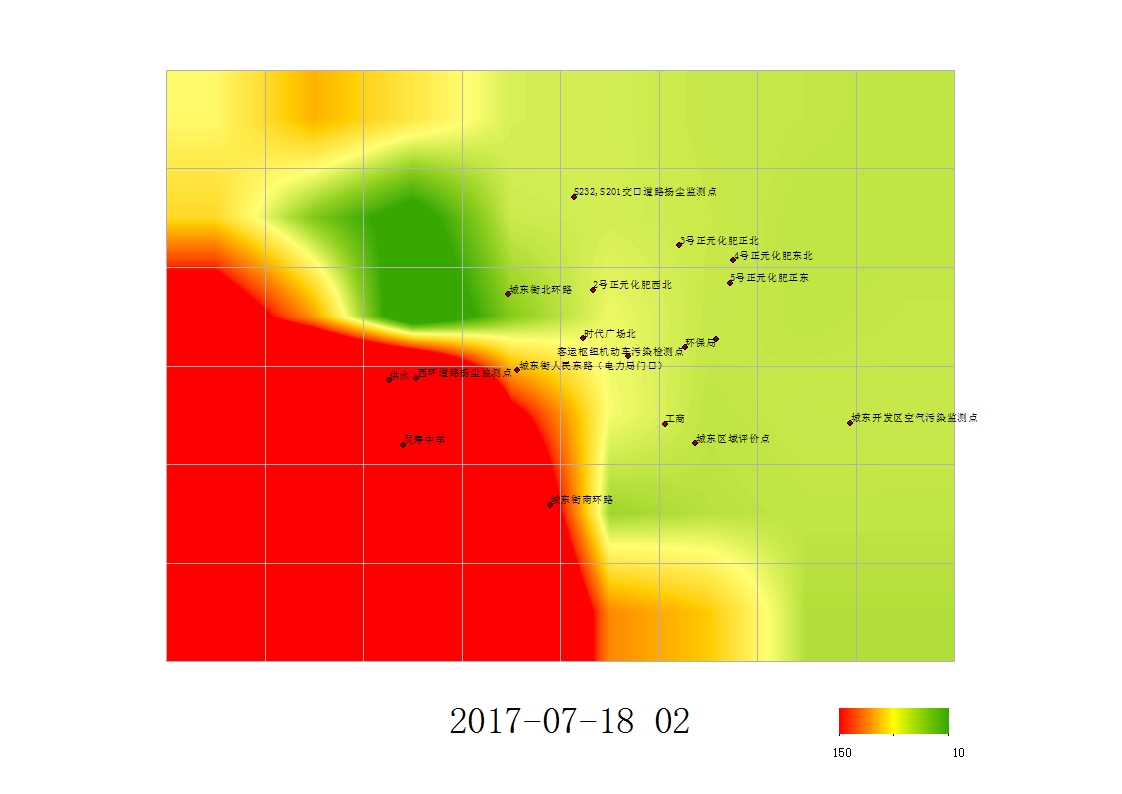 S232,S201交口道路扬尘监测点
3号正元化肥正北
4号正元化肥东北
5号正元化肥正东
2号正元化肥西北
城东街北环路
时代广场北
环保局
客运枢纽机动车污染检测点
城东街人民东路（电力局门口）
西环道路扬尘监测点
洪水
工商
城东开发区空气污染监测点
城东区域评价点
灵寿中学
城东街南环路
2017-07-18 02
150
10